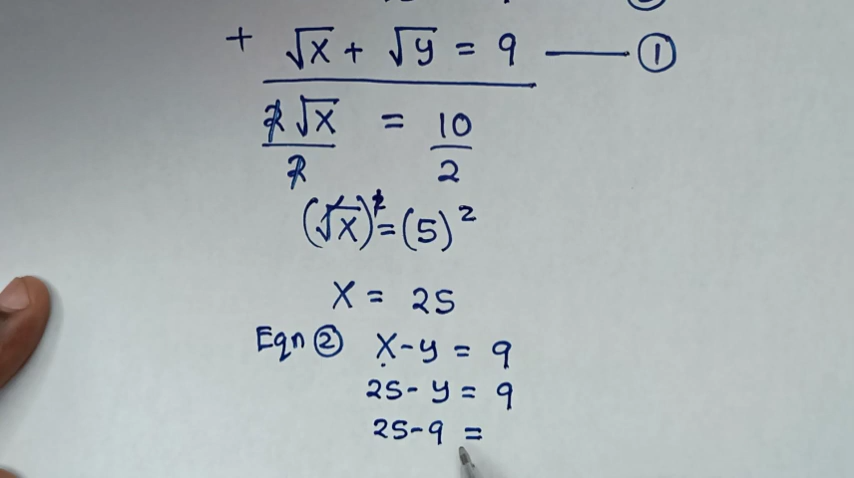 + √x + √y = 9 —— ①
2√x/2 = 10/2
(√x)²=(5)²
x = 25
Eqn ② x-y = 9
25-y = 9
25-9 =